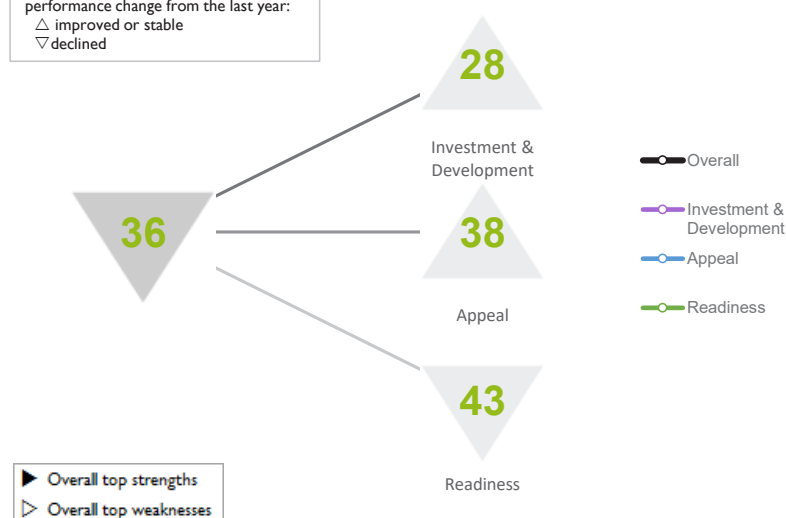 performance change from the last year:
△ improved or stable
▽ declined
28
Investment &
Development
36
38
Appeal
43
Readiness
Overall
Investment &
Development
Appeal
Readiness
▶ Overall top strengths
▷ Overall top weaknesses